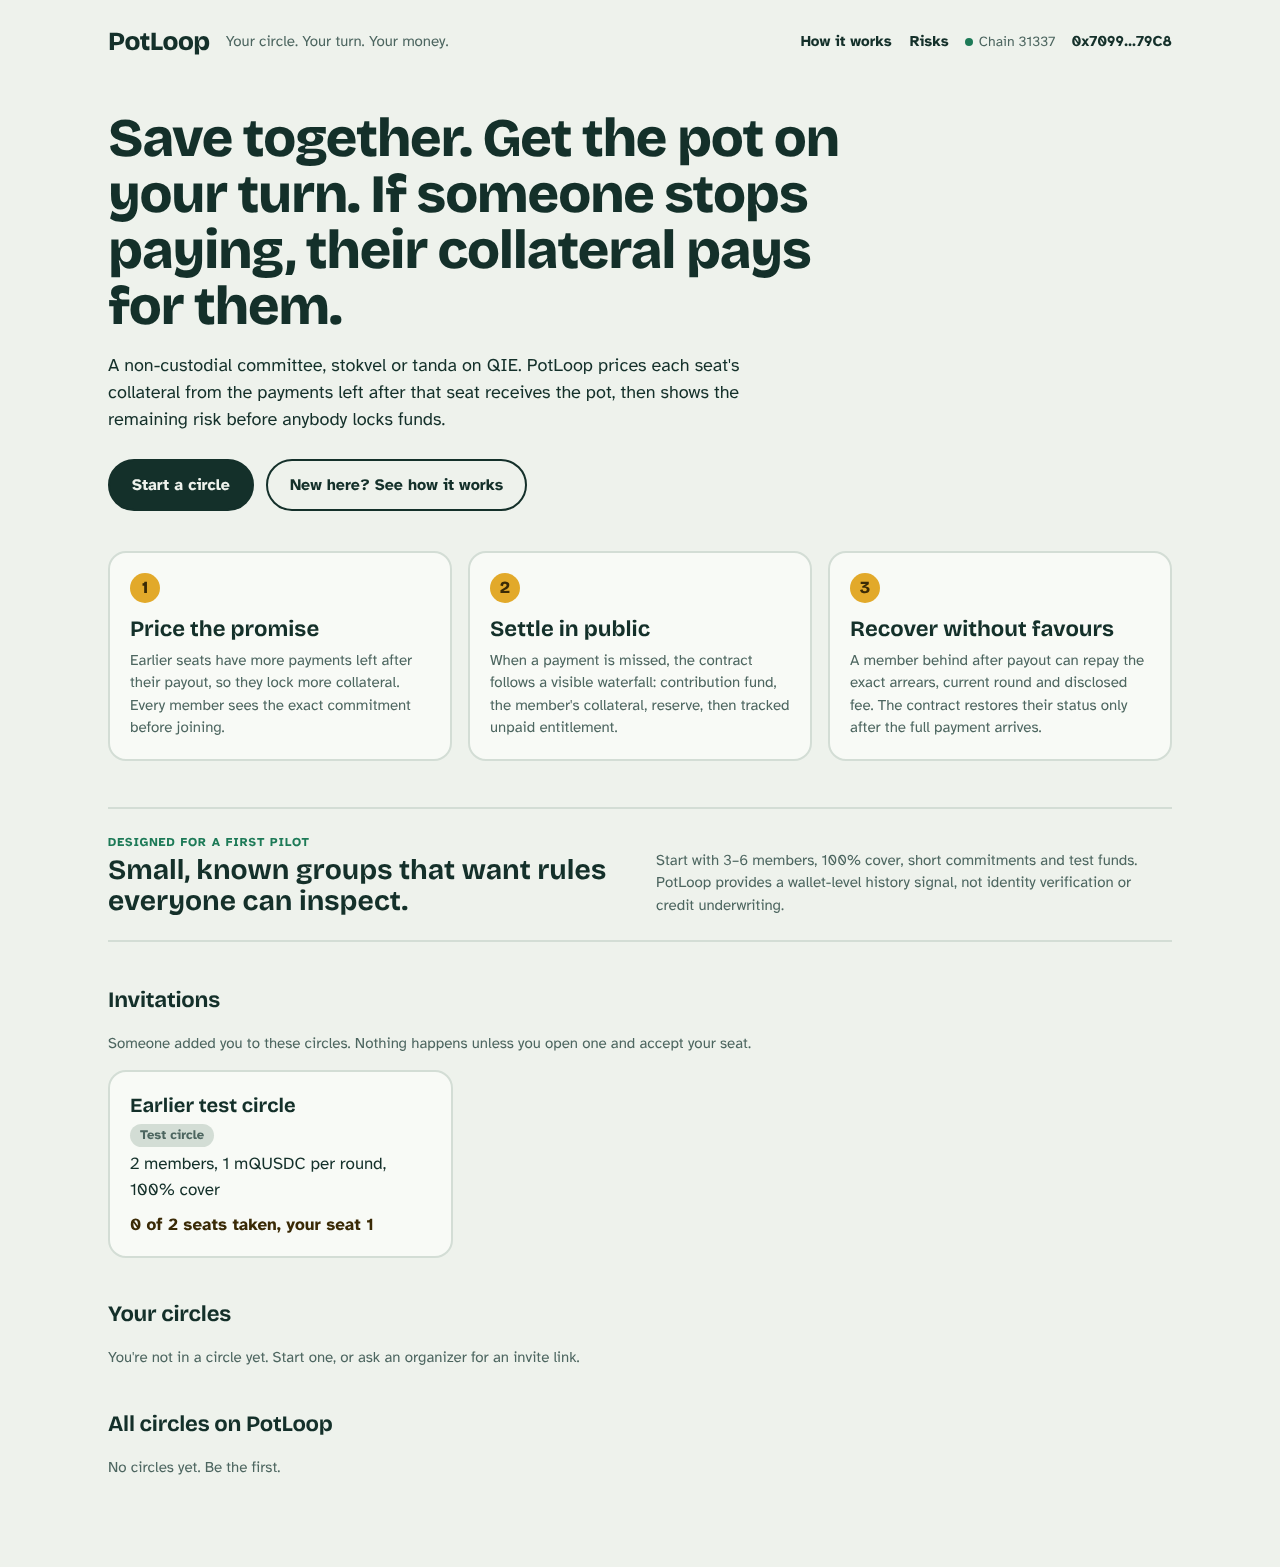 PotLoop
Your circle. Your turn. Your money.
How it works
Risks
Chain 31337
0x7099…79C8
Save together. Get the pot on
your turn. If someone stops
paying, their collateral pays
for them.
A non-custodial committee, stokvel or tanda on QIE. PotLoop prices each seat's
collateral from the payments left after that seat receives the pot, then shows the
remaining risk before anybody locks funds.
Start a circle
New here? See how it works
1
Price the promise
Earlier seats have more payments left after
their payout, so they lock more collateral.
Every member sees the exact commitment
before joining.
2
Settle in public
When a payment is missed, the contract
follows a visible waterfall: contribution fund,
the member's collateral, reserve, then tracked
unpaid entitlement.
3
Recover without favours
A member behind after payout can repay the
exact arrears, current round and disclosed
fee. The contract restores their status only
after the full payment arrives.
DESIGNED FOR A FIRST PILOT
Small, known groups that want rules
everyone can inspect.
Start with 3–6 members, 100% cover, short commitments and test funds.
PotLoop provides a wallet-level history signal, not identity verification or
credit underwriting.
Invitations
Someone added you to these circles. Nothing happens unless you open one and accept your seat.
Earlier test circle
Test circle
2 members, 1 mQUSDC per round,
100% cover
0 of 2 seats taken, your seat 1
Your circles
You're not in a circle yet. Start one, or ask an organizer for an invite link.
All circles on PotLoop
No circles yet. Be the first.